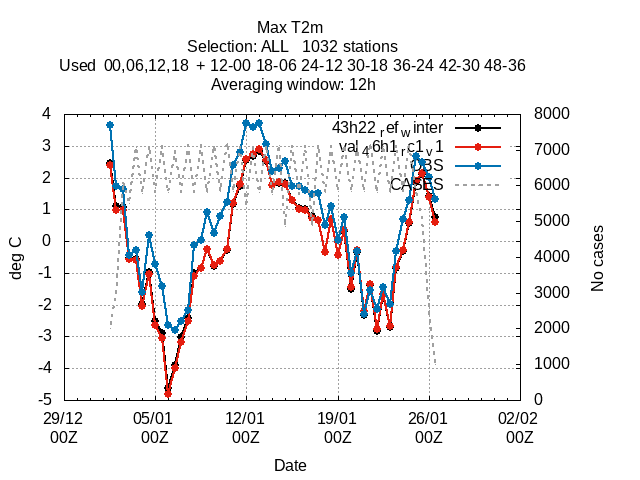 Max T2m
Selection: ALL   1032 stations
Used  00,06,12,18  + 12-00 18-06 24-12 30-18 36-24 42-30 48-36
Averaging window: 12h
4
3
2
1
0
-1
-2
-3
-4
-5
deg C
8000
7000
6000
5000
4000
3000
2000
1000
0
No cases
43h22_ref_winter
val_46h1_rc1_v1
OBS
CASES
29/12 05/01 12/01 19/01 26/01 02/02
00Z 00Z 00Z 00Z 00Z 00Z
Date